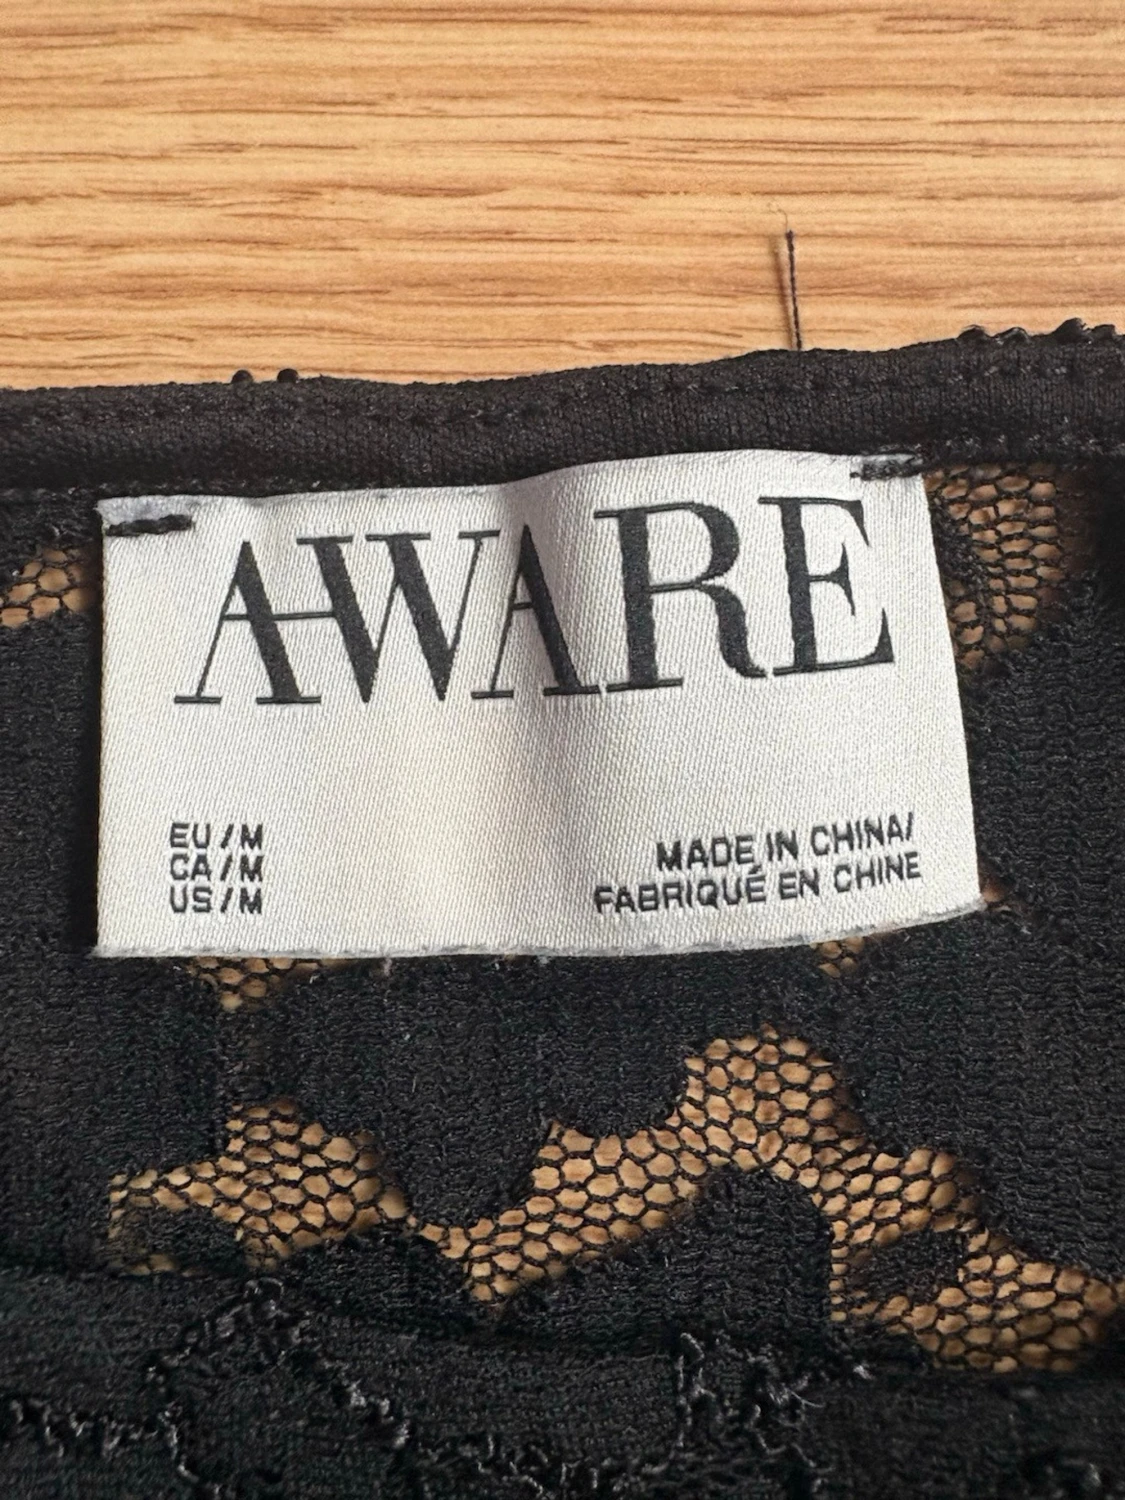 AWARE
EU/M
CA/M
US/M
MADE IN CHINA/
FABRIQUÉ EN CHINE